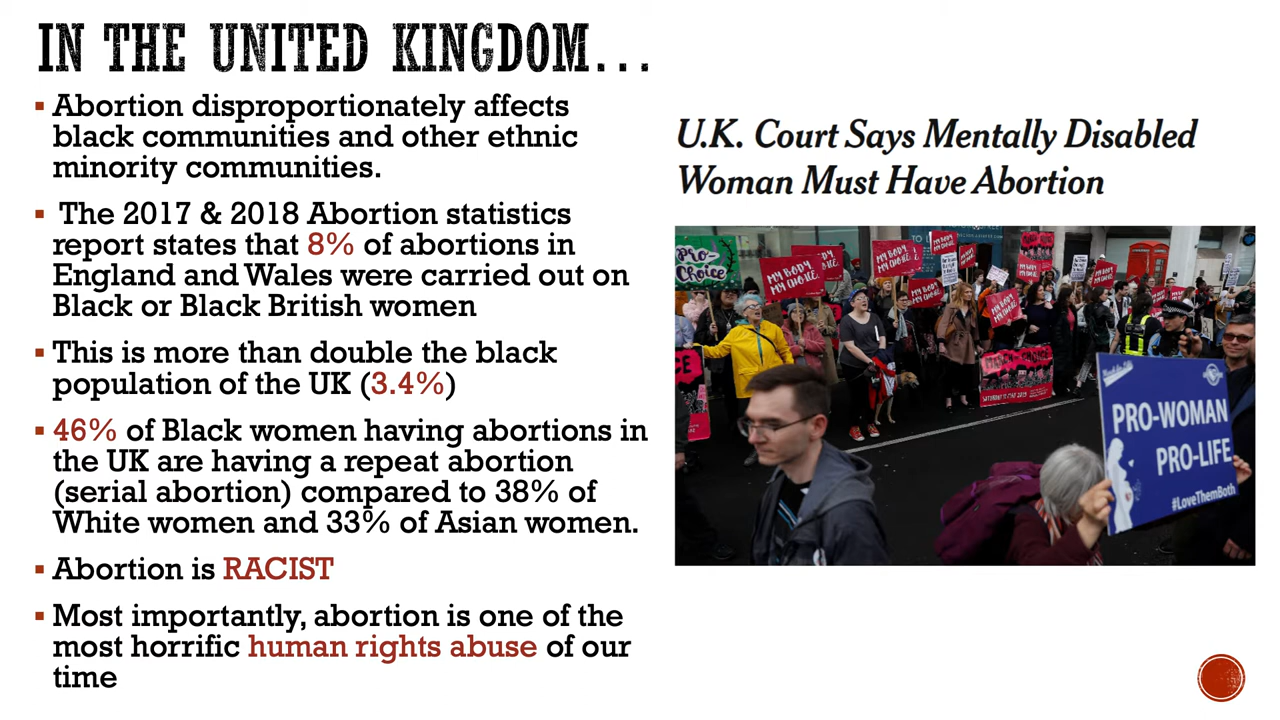 IN THE UNITED KINGDOM...
▪ Abortion disproportionately affects
black communities and other ethnic
minority communities.
▪ The 2017 & 2018 Abortion statistics
report states that 8% of abortions in
England and Wales were carried out on
Black or Black British women
▪ This is more than double the black
population of the UK (3.4%)
▪ 46% of Black women having abortions in
the UK are having a repeat abortion
(serial abortion) compared to 38% of
White women and 33% of Asian women.
▪ Abortion is RACIST
▪ Most importantly, abortion is one of the
most horrific human rights abuse of our
time
U.K. Court Says Mentally Disabled
Woman Must Have Abortion
PRO-
Choice
MY BODY
MY CHOICE
MY BODY
MY CHOICE
PRO-WOMAN
PRO-LIFE
#LoveThemBoth